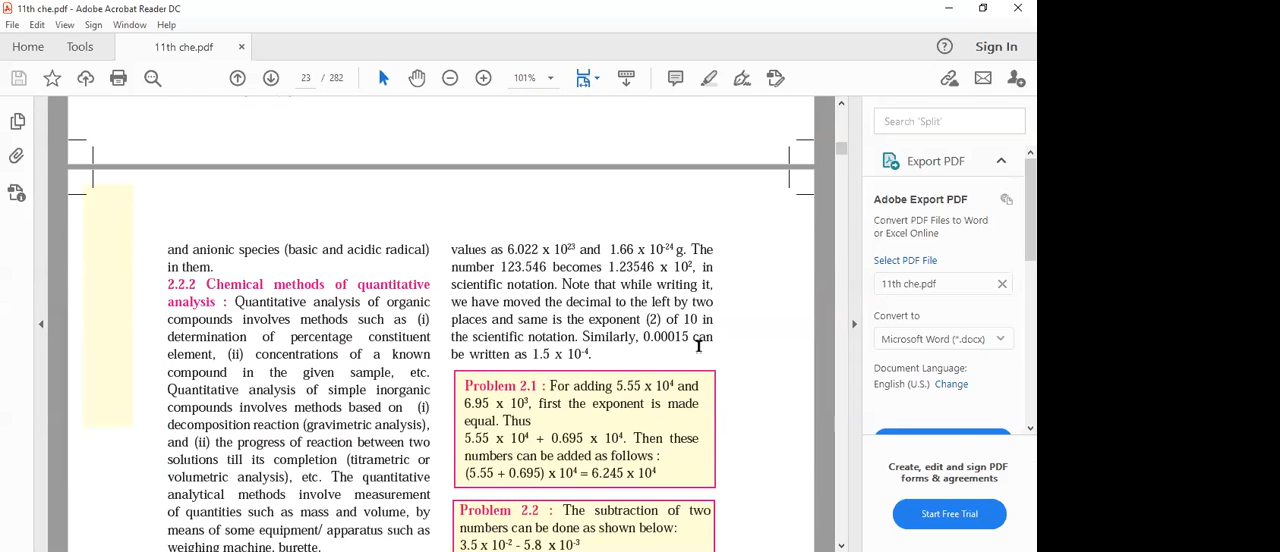 11th che.pdf - Adobe Acrobat Reader DC
File Edit View Sign Window Help
Home Tools 11th che.pdf × Sign In
23 / 282 101%
and anionic species (basic and acidic radical)
in them.
2.2.2 Chemical methods of quantitative
analysis : Quantitative analysis of organic
compounds involves methods such as (i)
determination of percentage constituent
element, (ii) concentrations of a known
compound in the given sample, etc.
Quantitative analysis of simple inorganic
compounds involves methods based on (i)
decomposition reaction (gravimetric analysis),
and (ii) the progress of reaction between two
solutions till its completion (titrametric or
volumetric analysis), etc. The quantitative
analytical methods involve measurement
of quantities such as mass and volume, by
means of some equipment/ apparatus such as
weighing machine, burette.
values as 6.022 x 10²³ and 1.66 x 10⁻²⁴ g. The
number 123.546 becomes 1.23546 x 10², in
scientific notation. Note that while writing it,
we have moved the decimal to the left by two
places and same is the exponent (2) of 10 in
the scientific notation. Similarly, 0.00015 can
be written as 1.5 x 10⁻⁴.
Problem 2.1 : For adding 5.55 x 10⁴ and
6.95 x 10³, first the exponent is made
equal. Thus
5.55 x 10⁴ + 0.695 x 10⁴. Then these
numbers can be added as follows :
(5.55 + 0.695) x 10⁴ = 6.245 x 10⁴
Problem 2.2 : The subtraction of two
numbers can be done as shown below:
3.5 x 10⁻² - 5.8 x 10⁻³
Search 'Split'
Export PDF
Adobe Export PDF
Convert PDF Files to Word
or Excel Online
Select PDF File
11th che.pdf ×
Convert to
Microsoft Word (*.docx)
Document Language:
English (U.S.) Change
Create, edit and sign PDF
forms & agreements
Start Free Trial